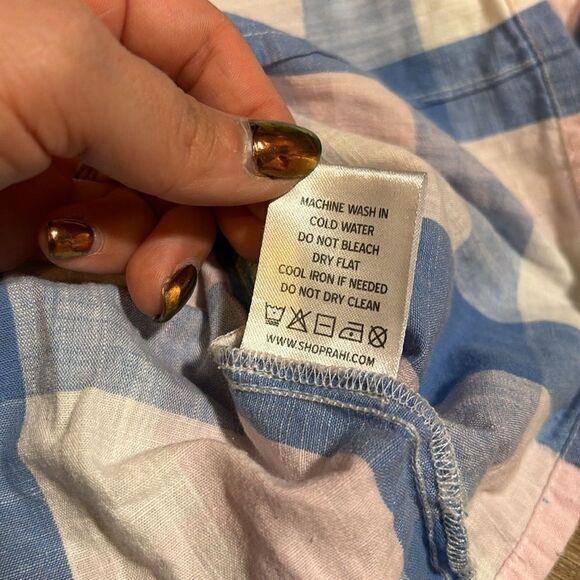 MACHINE WASH IN
COLD WATER
DO NOT BLEACH
DRY FLAT
COOL IRON IF NEEDED
DO NOT DRY CLEAN
WWW.SHOPRAHI.COM